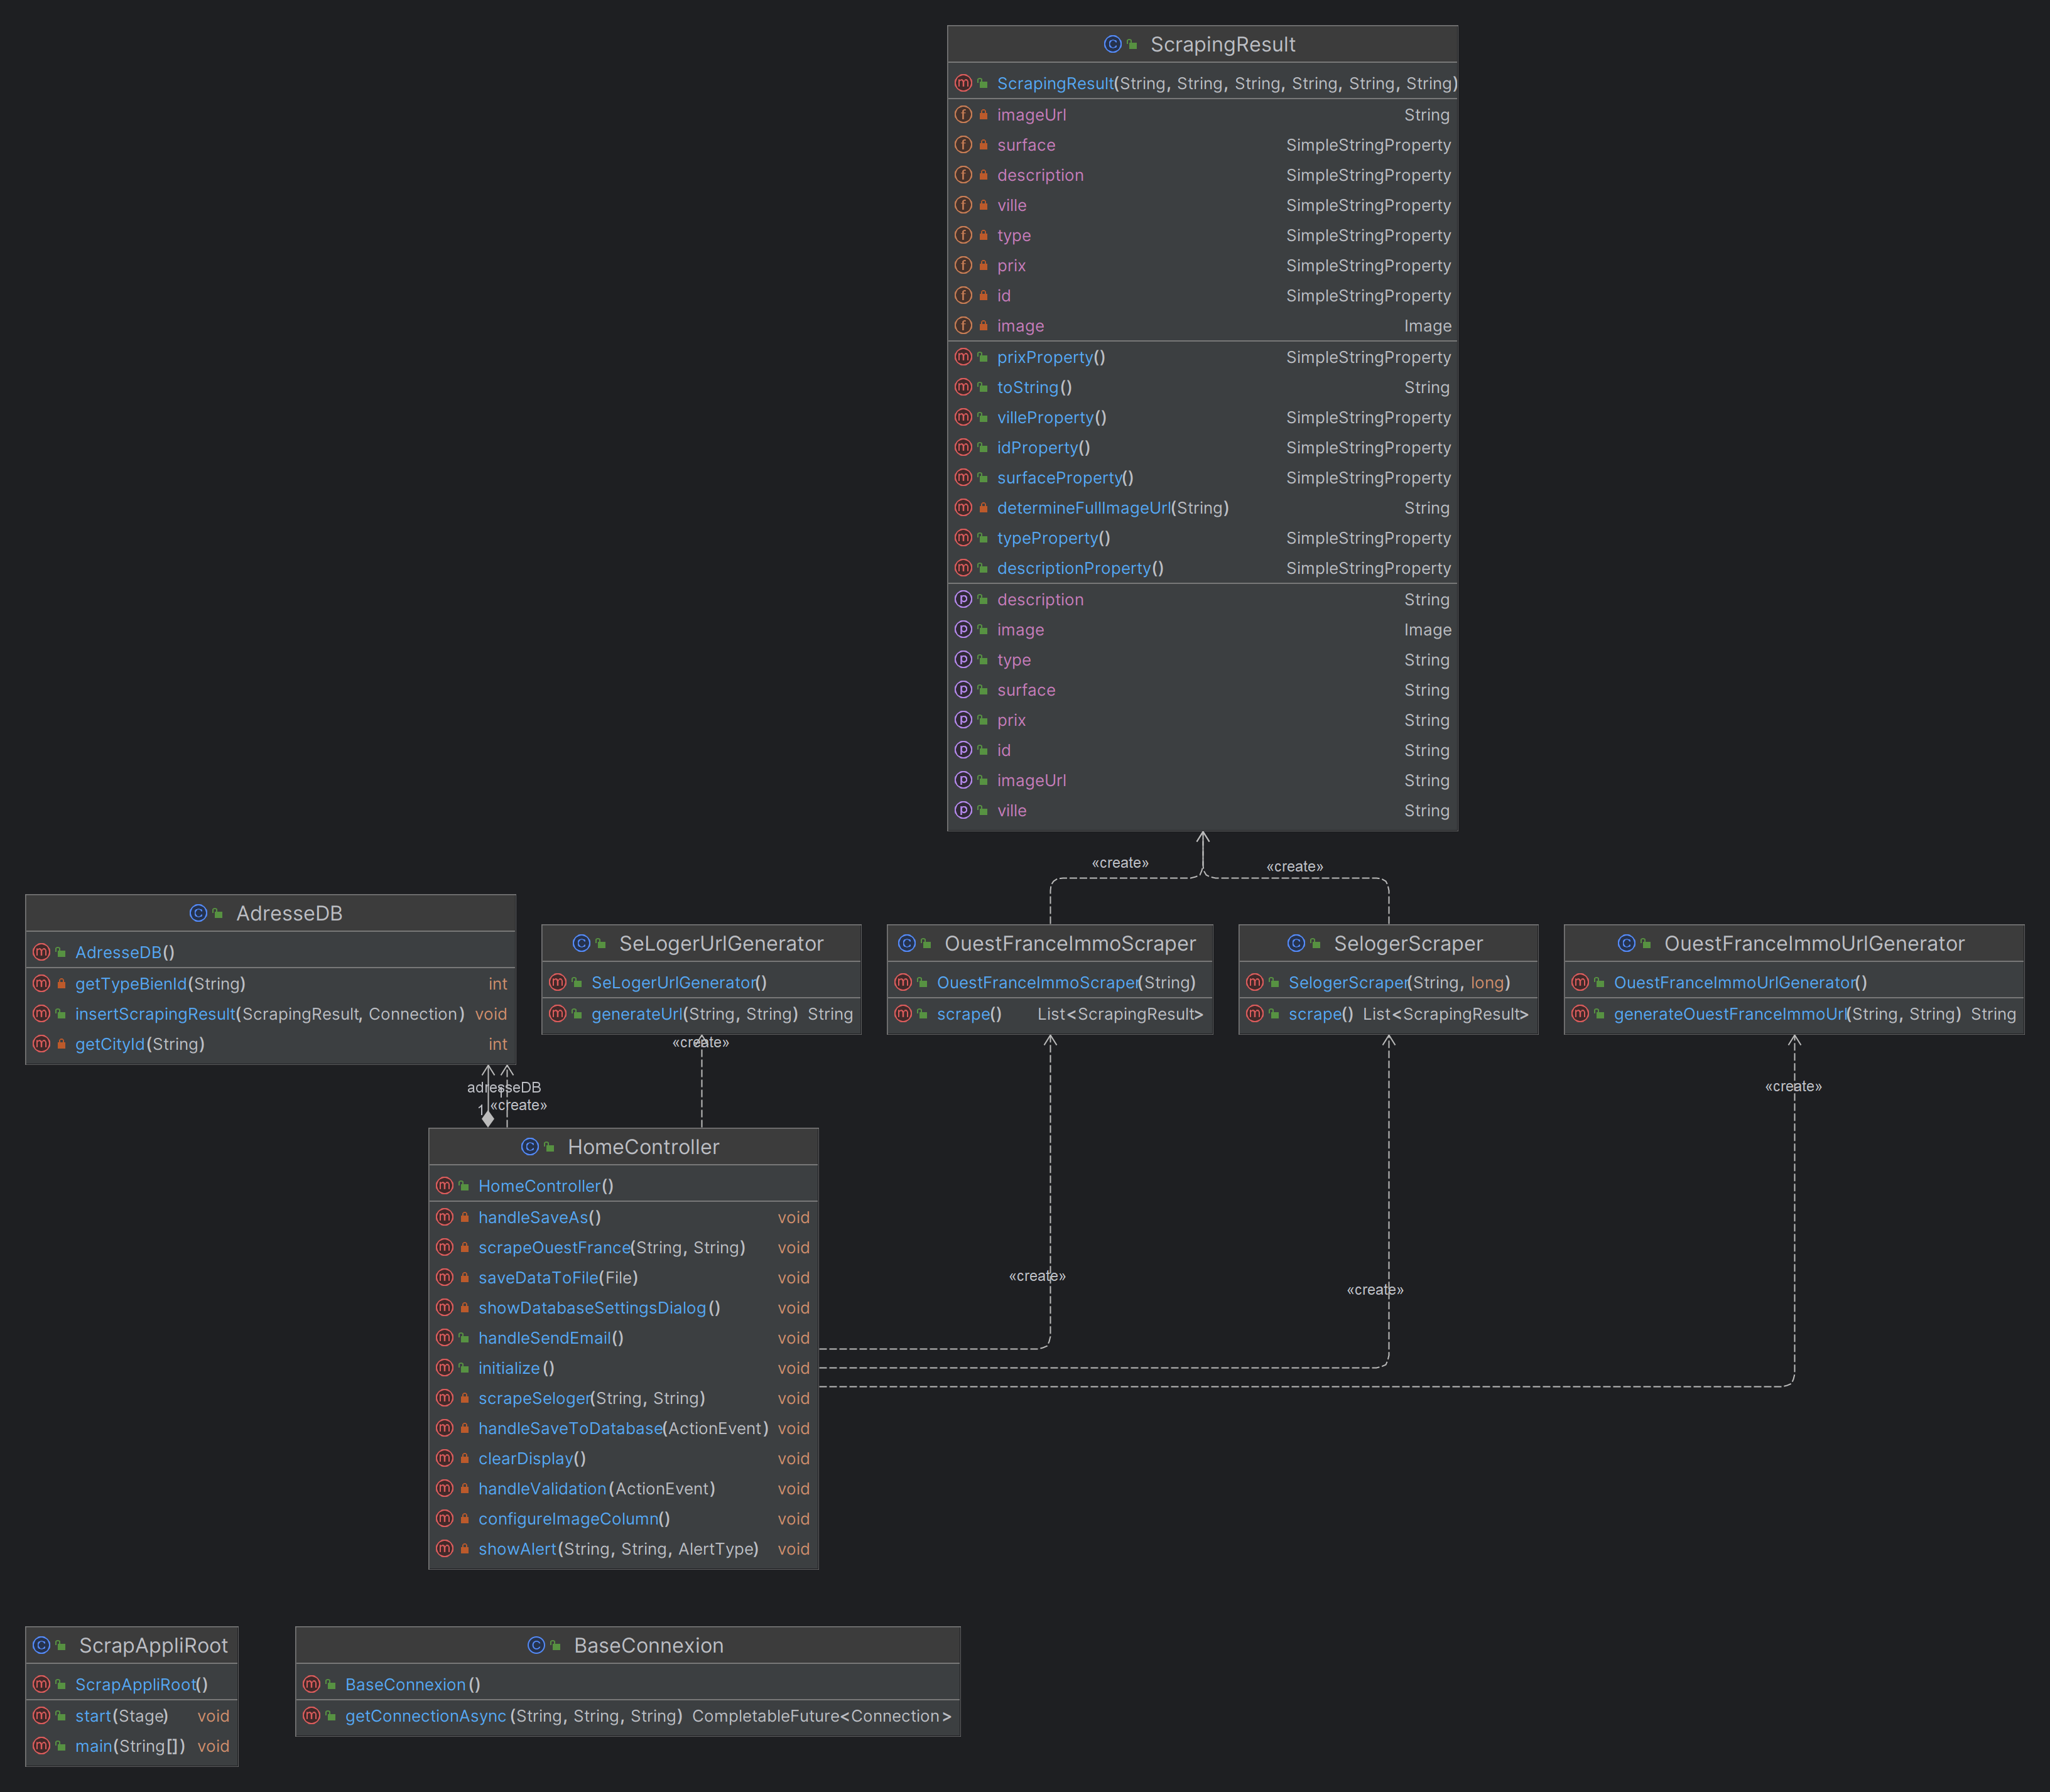 ScrapingResult
ScrapingResult(String, String, String, String, String, String)
imageUrl String
surface SimpleStringProperty
description SimpleStringProperty
ville SimpleStringProperty
type SimpleStringProperty
prix SimpleStringProperty
id SimpleStringProperty
image Image
prixProperty() SimpleStringProperty
toString() String
villeProperty() SimpleStringProperty
idProperty() SimpleStringProperty
surfaceProperty() SimpleStringProperty
determineFullImageUrl(String) String
typeProperty() SimpleStringProperty
descriptionProperty() SimpleStringProperty
description String
image Image
type String
surface String
prix String
id String
imageUrl String
ville String
«create»
«create»
AdresseDB
AdresseDB()
getTypeBienId(String) int
insertScrapingResult(ScrapingResult, Connection) void
getCityId(String) int
SeLogerUrlGenerator
SeLogerUrlGenerator()
generateUrl(String, String) String
OuestFranceImmoScraper
OuestFranceImmoScraper(String)
scrape() List<ScrapingResult>
SelogerScraper
SelogerScraper(String, long)
scrape() List<ScrapingResult>
OuestFranceImmoUrlGenerator
OuestFranceImmoUrlGenerator()
generateOuestFranceImmoUrl(String, String) String
«create»
adresseDB
1
1
«create»
«create»
«create»
«create»
HomeController
HomeController()
handleSaveAs() void
scrapeOuestFrance(String, String) void
saveDataToFile(File) void
showDatabaseSettingsDialog() void
handleSendEmail() void
initialize() void
scrapeSeloger(String, String) void
handleSaveToDatabase(ActionEvent) void
clearDisplay() void
handleValidation(ActionEvent) void
configureImageColumn() void
showAlert(String, String, AlertType) void
ScrapAppliRoot
ScrapAppliRoot()
start(Stage) void
main(String[]) void
BaseConnexion
BaseConnexion()
getConnectionAsync(String, String, String) CompletableFuture<Connection>